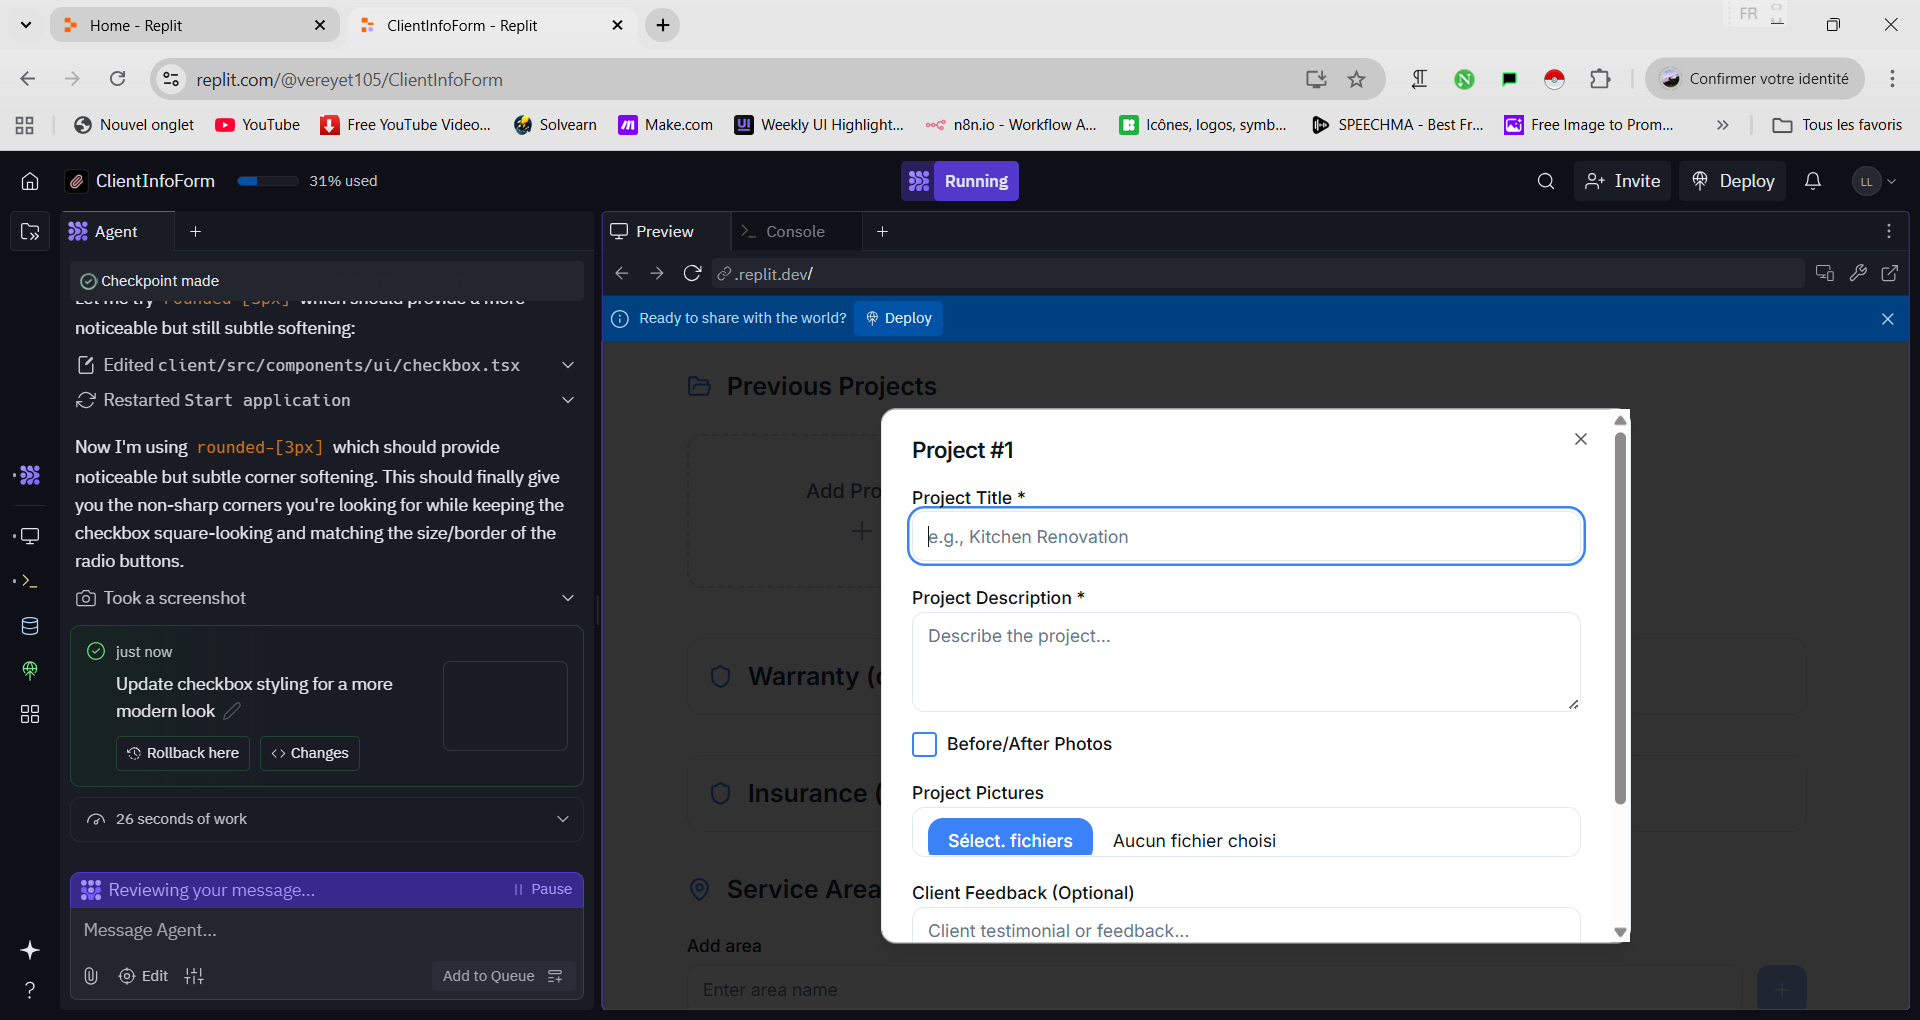 Home - Replit
ClientInfoForm - Replit
FR
replit.com/@vereyet105/ClientInfoForm
Confirmer votre identité
Nouvel onglet
YouTube
Free YouTube Video...
Solvearn
Make.com
Weekly UI Highlight...
n8n.io - Workflow A...
Icônes, logos, symb...
SPEECHMA - Best Fr...
Free Image to Prom...
Tous les favoris
ClientInfoForm
31% used
Running
Invite
Deploy
LL
Agent
Preview
Console
Checkpoint made
.replit.dev/
Let me try rounded-[3px] which should provide a more
noticeable but still subtle softening:
Ready to share with the world?
Deploy
Edited client/src/components/ui/checkbox.tsx
Restarted Start application
Now I'm using rounded-[3px] which should provide
noticeable but subtle corner softening. This should finally give
you the non-sharp corners you're looking for while keeping the
checkbox square-looking and matching the size/border of the
radio buttons.
Took a screenshot
just now
Update checkbox styling for a more
modern look
Rollback here
Changes
26 seconds of work
Reviewing your message...
Pause
Message Agent...
Edit
Add to Queue
Previous Projects
Add Pro
Warranty (
Insurance (
Service Area
Add area
Enter area name
Project #1
Project Title *
e.g., Kitchen Renovation
Project Description *
Describe the project...
Before/After Photos
Project Pictures
Sélect. fichiers
Aucun fichier choisi
Client Feedback (Optional)
Client testimonial or feedback...